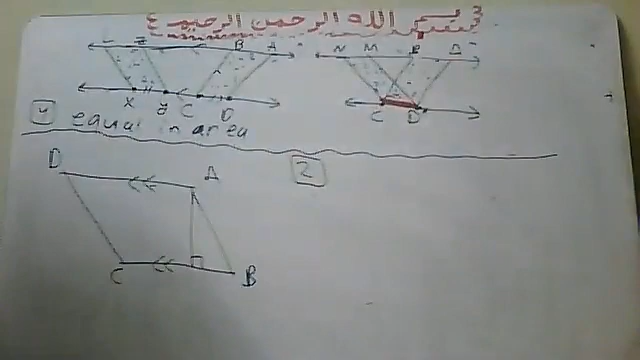 بسم الله الرحمن الرحيم
B A
X C D
N M B A
C D
equal in area
D A
2
C B